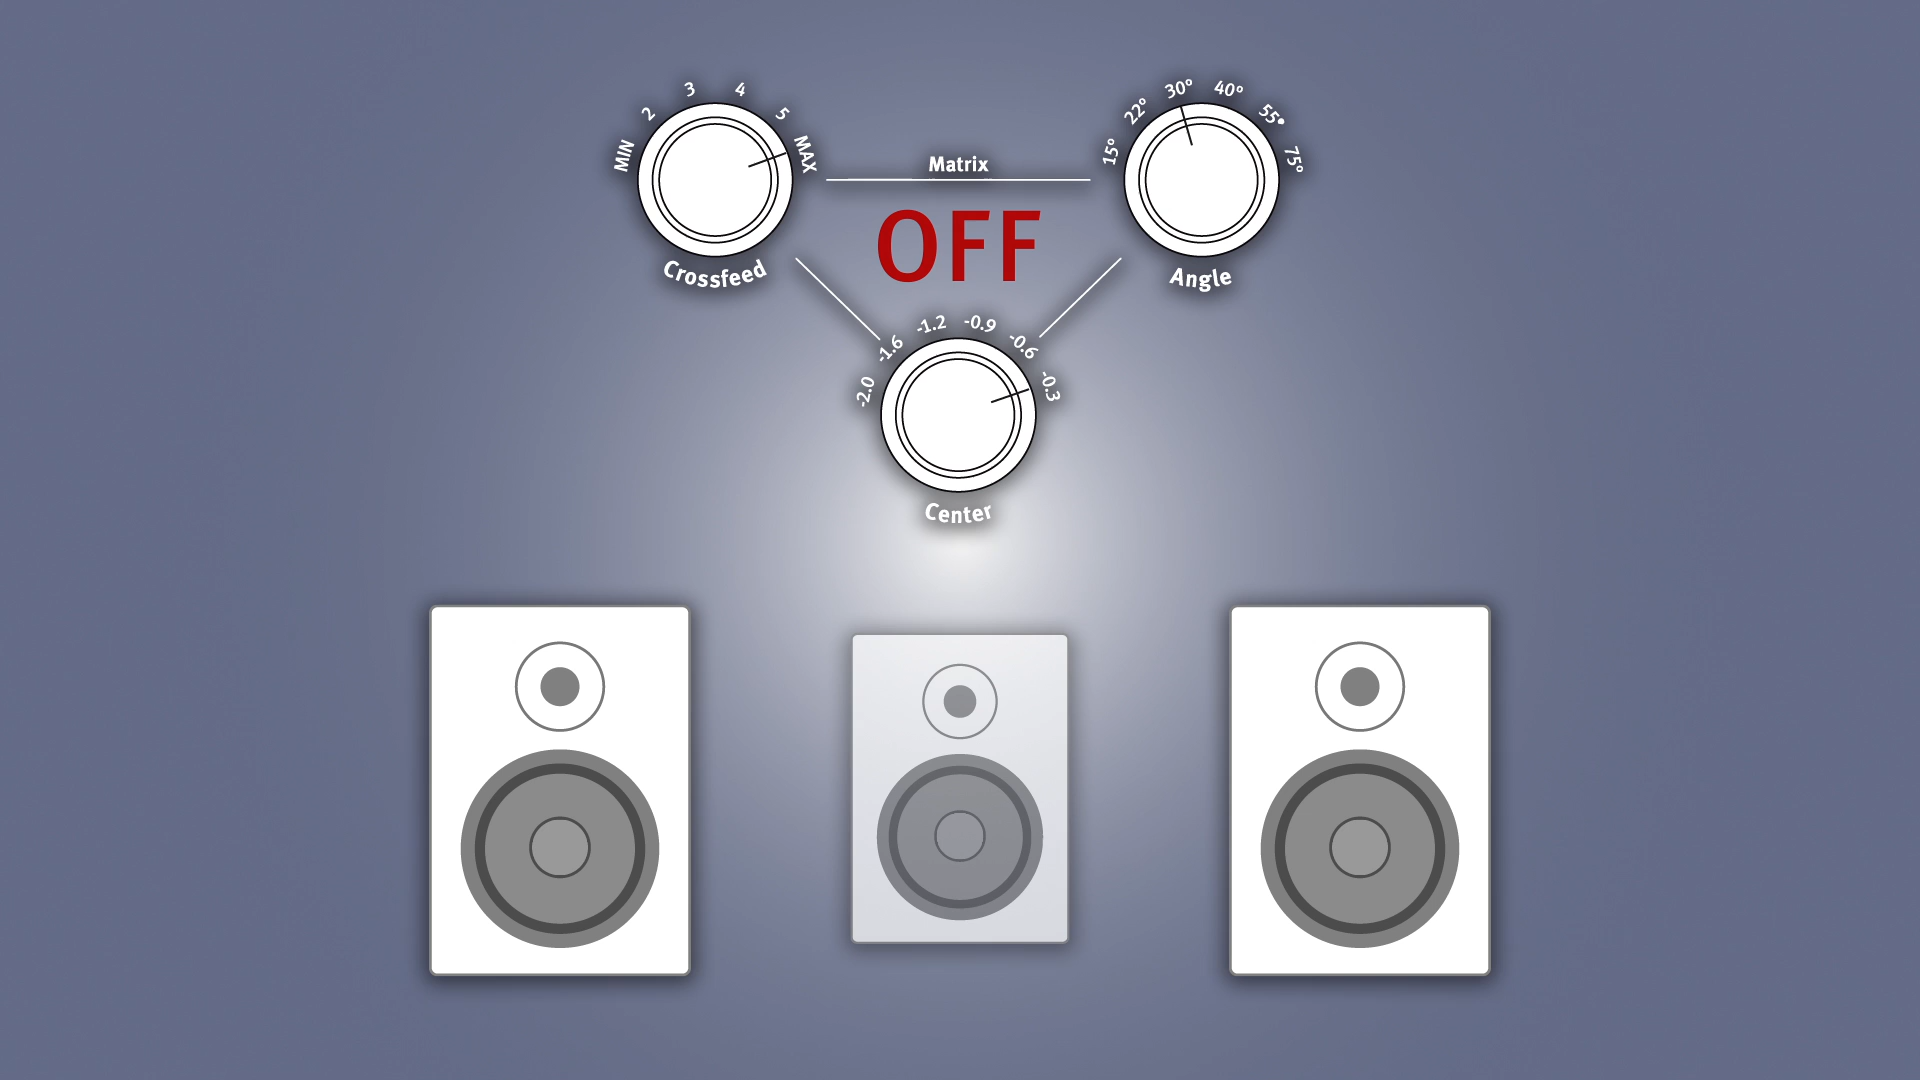 MIN 2 3 4 5 MAX
Crossfeed
Matrix
OFF
15° 22° 30° 40° 55° 75°
Angle
-2.0 -1.6 -1.2 -0.9 -0.6 -0.3
Center